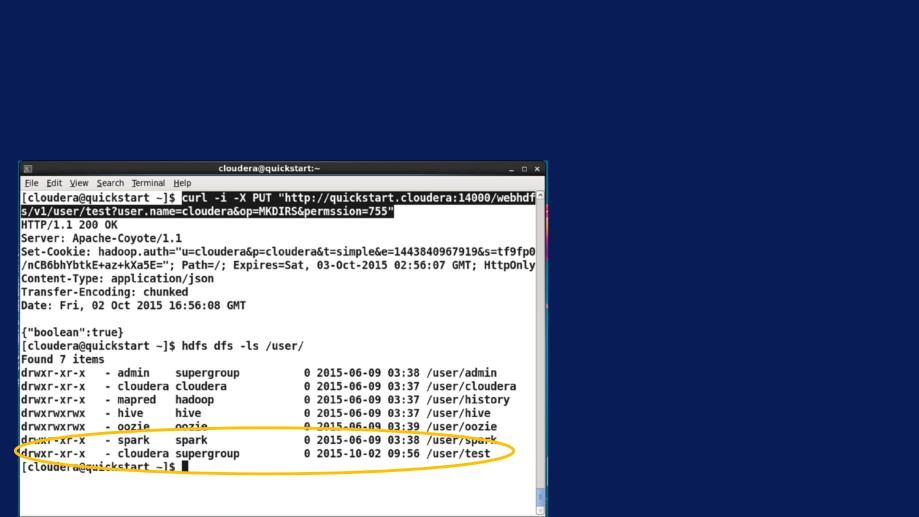 cloudera@quickstart:~
File Edit View Search Terminal Help
[cloudera@quickstart ~]$ curl -i -X PUT "http://quickstart.cloudera:14000/webhdf
s/v1/user/test?user.name=cloudera&op=MKDIRS&permssion=755"
HTTP/1.1 200 OK
Server: Apache-Coyote/1.1
Set-Cookie: hadoop.auth="u=cloudera&p=cloudera&t=simple&e=1443840967919&s=tf9fp0
/nCB6bhYbtkE+az+kXa5E="; Path=/; Expires=Sat, 03-Oct-2015 02:56:07 GMT; HttpOnly
Content-Type: application/json
Transfer-Encoding: chunked
Date: Fri, 02 Oct 2015 16:56:08 GMT
{"boolean":true}
[cloudera@quickstart ~]$ hdfs dfs -ls /user/
Found 7 items
drwxr-xr-x - admin supergroup 0 2015-06-09 03:38 /user/admin
drwxr-xr-x - cloudera cloudera 0 2015-06-09 03:37 /user/cloudera
drwxr-xr-x - mapred hadoop 0 2015-06-09 03:37 /user/history
drwxrwxrwx - hive hive 0 2015-06-09 03:37 /user/hive
drwxrwxrwx - oozie oozie 0 2015-06-09 03:39 /user/oozie
drwxr-xr-x - spark spark 0 2015-06-09 03:38 /user/spark
drwxr-xr-x - cloudera supergroup 0 2015-10-02 09:56 /user/test
[cloudera@quickstart ~]$